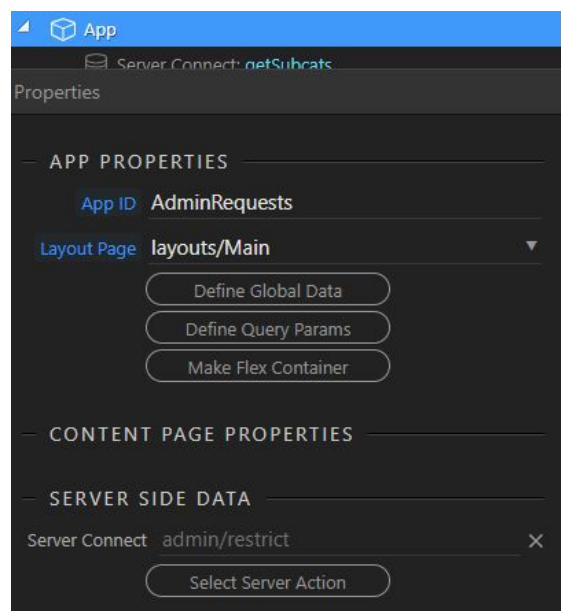 App
Server Connect: getSubcats
Properties
APP PROPERTIES
App ID AdminRequests
Layout Page layouts/Main
Define Global Data
Define Query Params
Make Flex Container
CONTENT PAGE PROPERTIES
SERVER SIDE DATA
Server Connect admin/restrict
Select Server Action